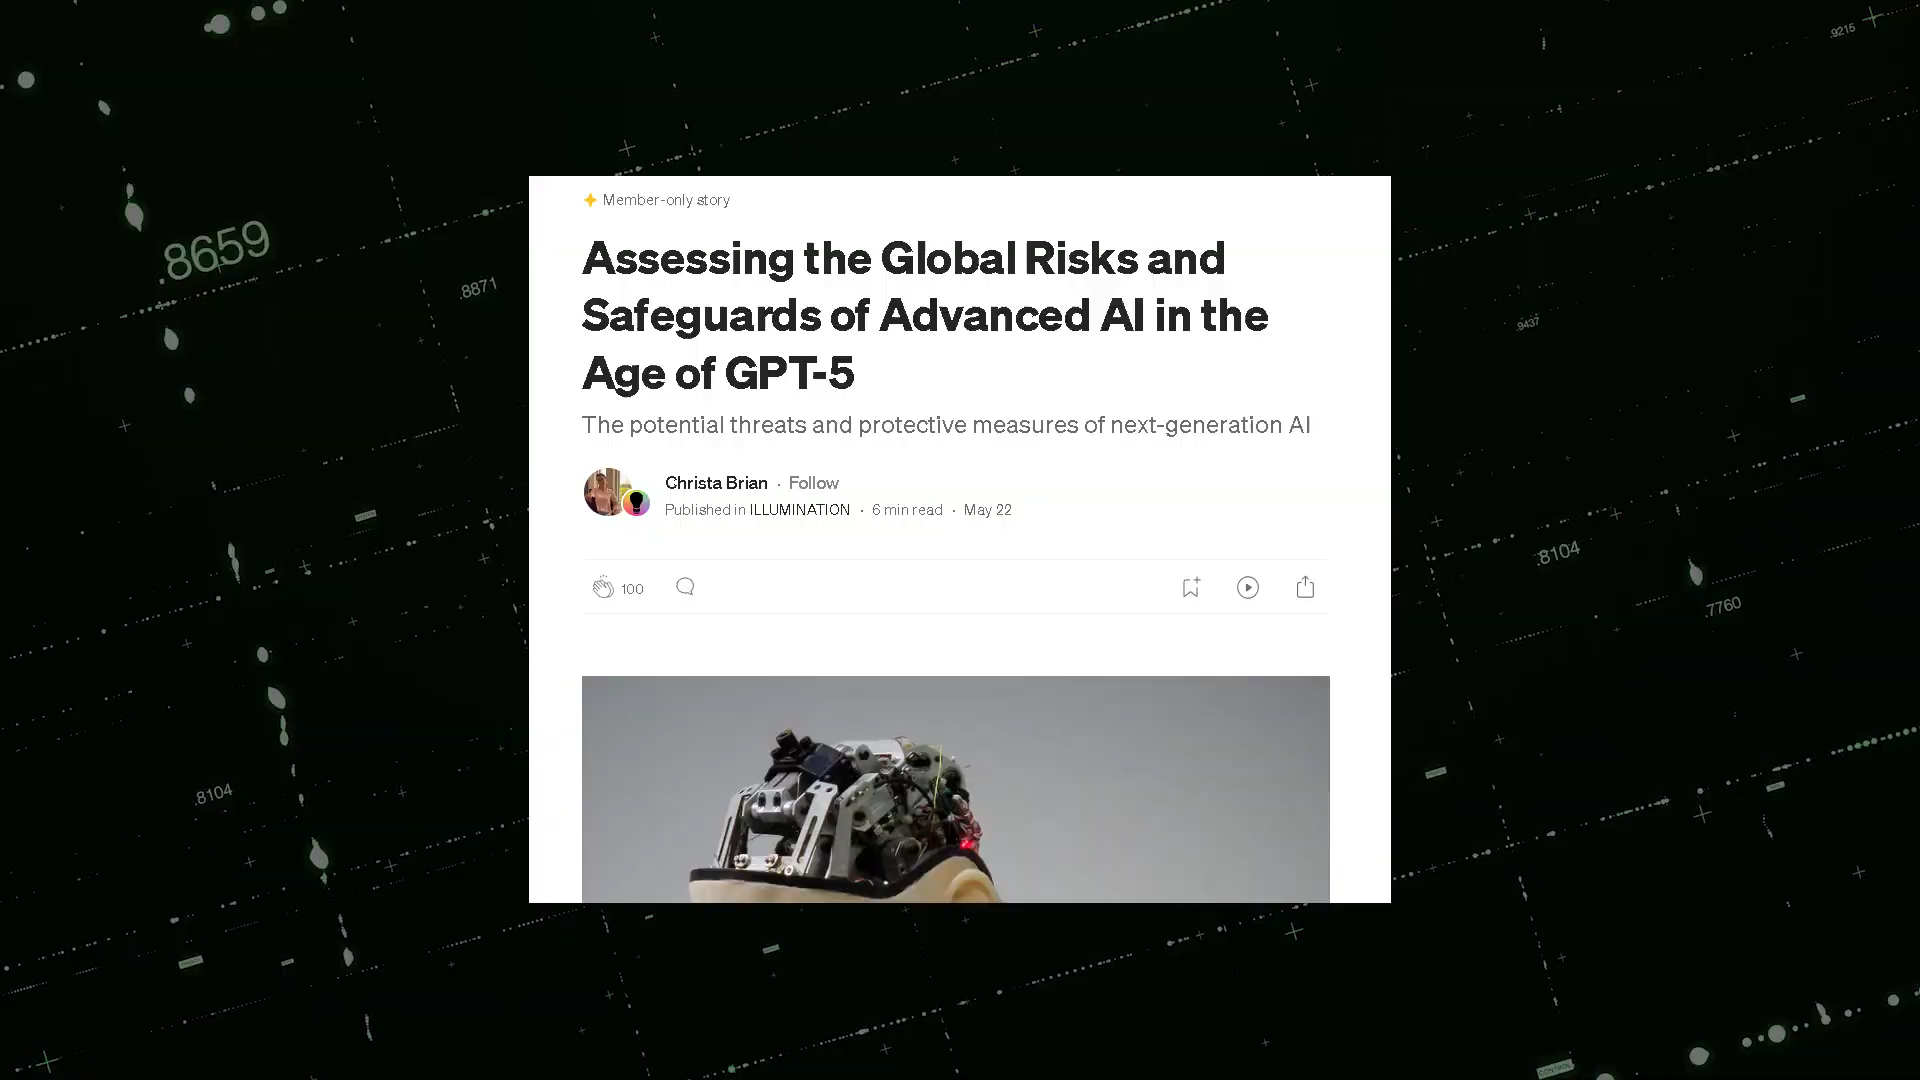 .9215
.8659
.8871
.9437
.8104
.7760
.8104
Member-only story
Assessing the Global Risks and
Safeguards of Advanced AI in the
Age of GPT-5
The potential threats and protective measures of next-generation AI
Christa Brian · Follow
Published in ILLUMINATION · 6 min read · May 22
100
CONTROL